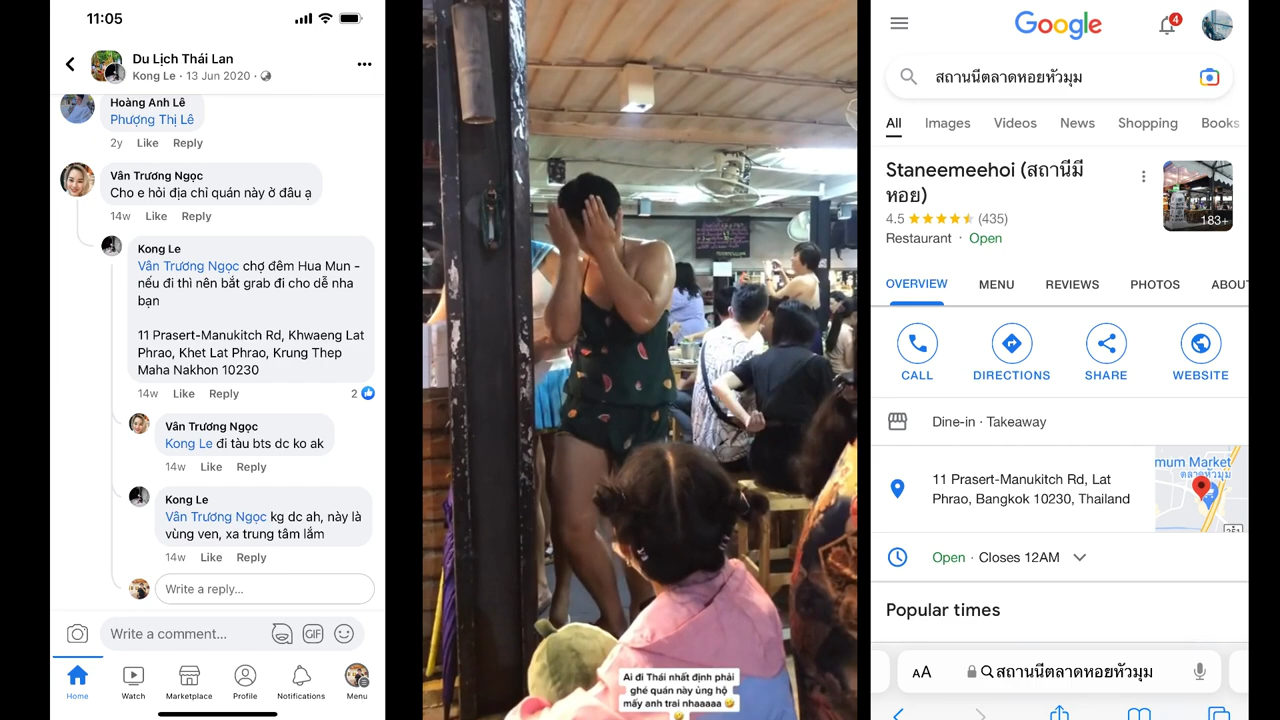 11:05
Du Lịch Thái Lan
Kong Le · 13 Jun 2020 ·
Hoàng Anh Lê
Phượng Thị Lê
2y Like Reply
Vân Trương Ngọc
Cho e hỏi địa chỉ quán này ở đâu ạ
14w Like Reply
Kong Le
Vân Trương Ngọc chợ đêm Hua Mun -
nếu đi thì nên bắt grab đi cho dễ nha
bạn
11 Prasert-Manukitch Rd, Khwaeng Lat
Phrao, Khet Lat Phrao, Krung Thep
Maha Nakhon 10230
14w Like Reply 2
Vân Trương Ngọc
Kong Le đi tàu bts dc ko ak
14w Like Reply
Kong Le
Vân Trương Ngọc kg dc ah, này là
vùng ven, xa trung tâm lắm
14w Like Reply
Write a reply...
Write a comment... GIF
Home Watch Marketplace Profile Notifications Menu
Ai đi Thái nhất định phải
ghé quán này ủng hộ
mấy anh trai nhaaaaa 🤣
🤣
Google 4
สถานนีตลาดหอยหัวมุม
All Images Videos News Shopping Books
Staneemeehoi (สถานีมี
หอย)
4.5 (435)
Restaurant · Open
183+
OVERVIEW MENU REVIEWS PHOTOS ABOUT
CALL DIRECTIONS SHARE WEBSITE
Dine-in · Takeaway
11 Prasert-Manukitch Rd, Lat
Phrao, Bangkok 10230, Thailand
mum Market
ตลาดหัวมุม
Open · Closes 12AM
Popular times
AA สถานนีตลาดหอยหัวมุม